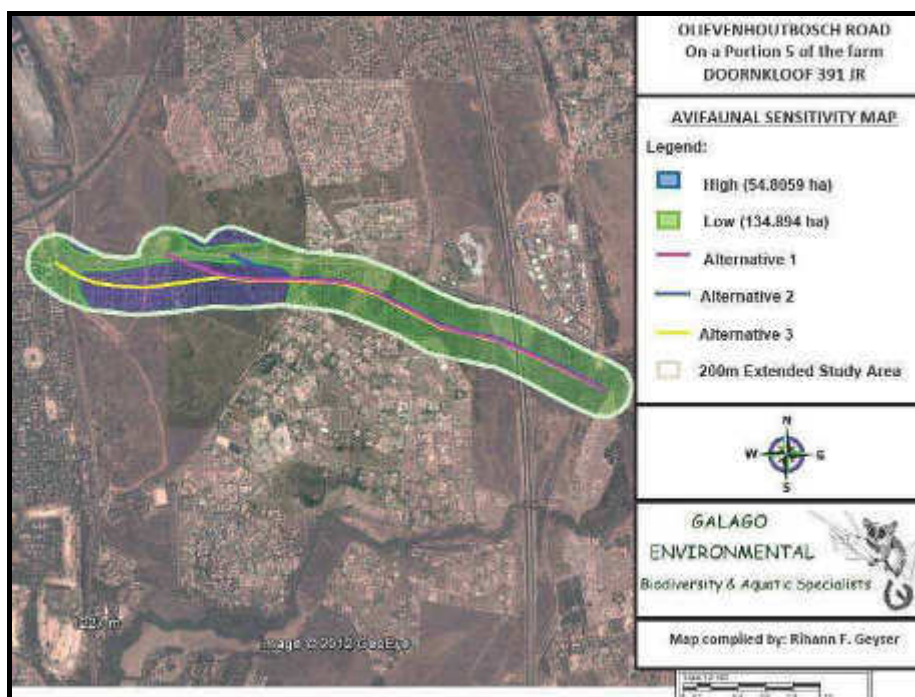 OLIEVENHOUTBOSCH ROAD
On a Portion 5 of the farm
DOORNKLOOF 391 JR
AVIFAUNAL SENSITIVITY MAP
Legend:
High (54.8059 ha)
Low (134.894 ha)
Alternative 1
Alternative 2
Alternative 3
200m Extended Study Area
N
W
S
GALAGO
ENVIRONMENTAL
Biodiversity & Aquatic Specialists
Map compiled by: Rihann F. Geyser
Image © 2012 GeoEye